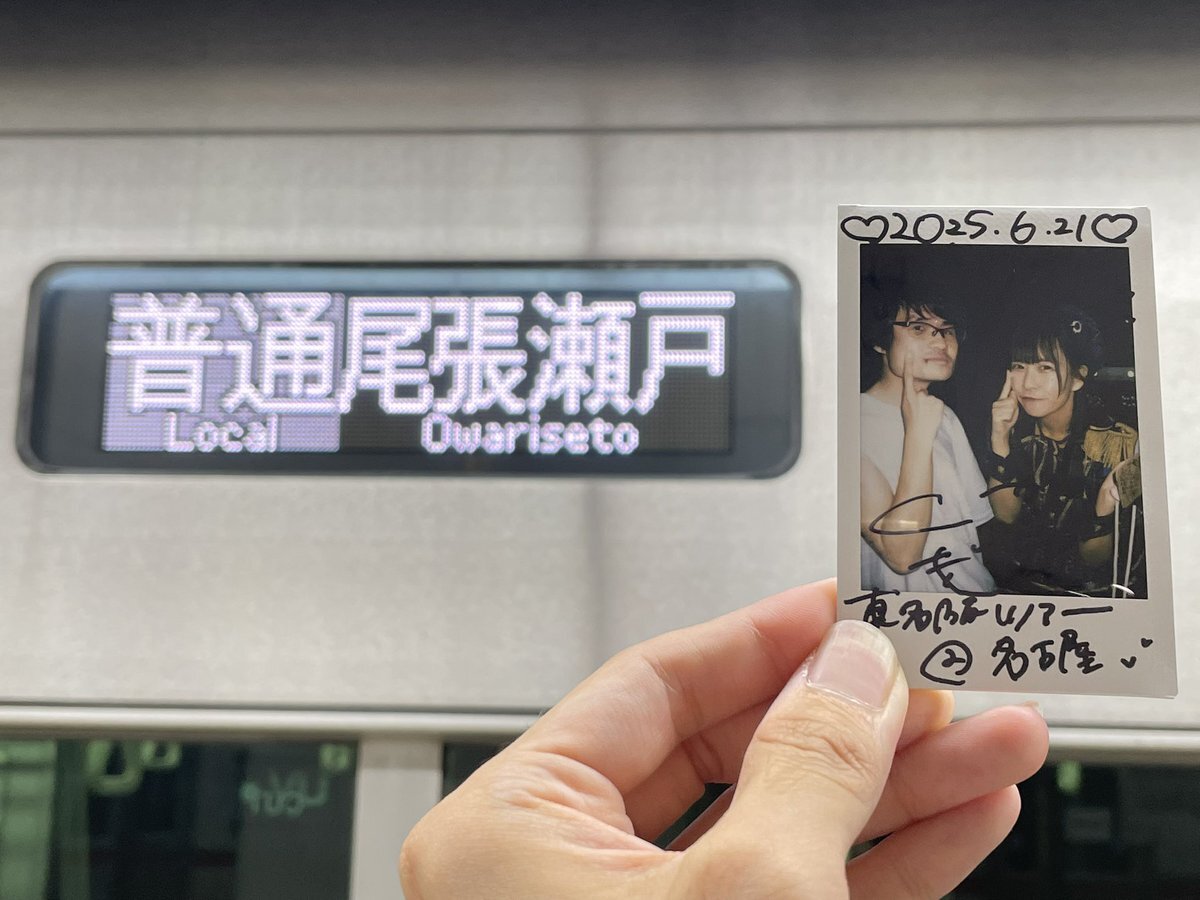 普通 尾張瀬戸
Local Owariseto
♡2025.6.21♡
東名阪ツアー
@名古屋